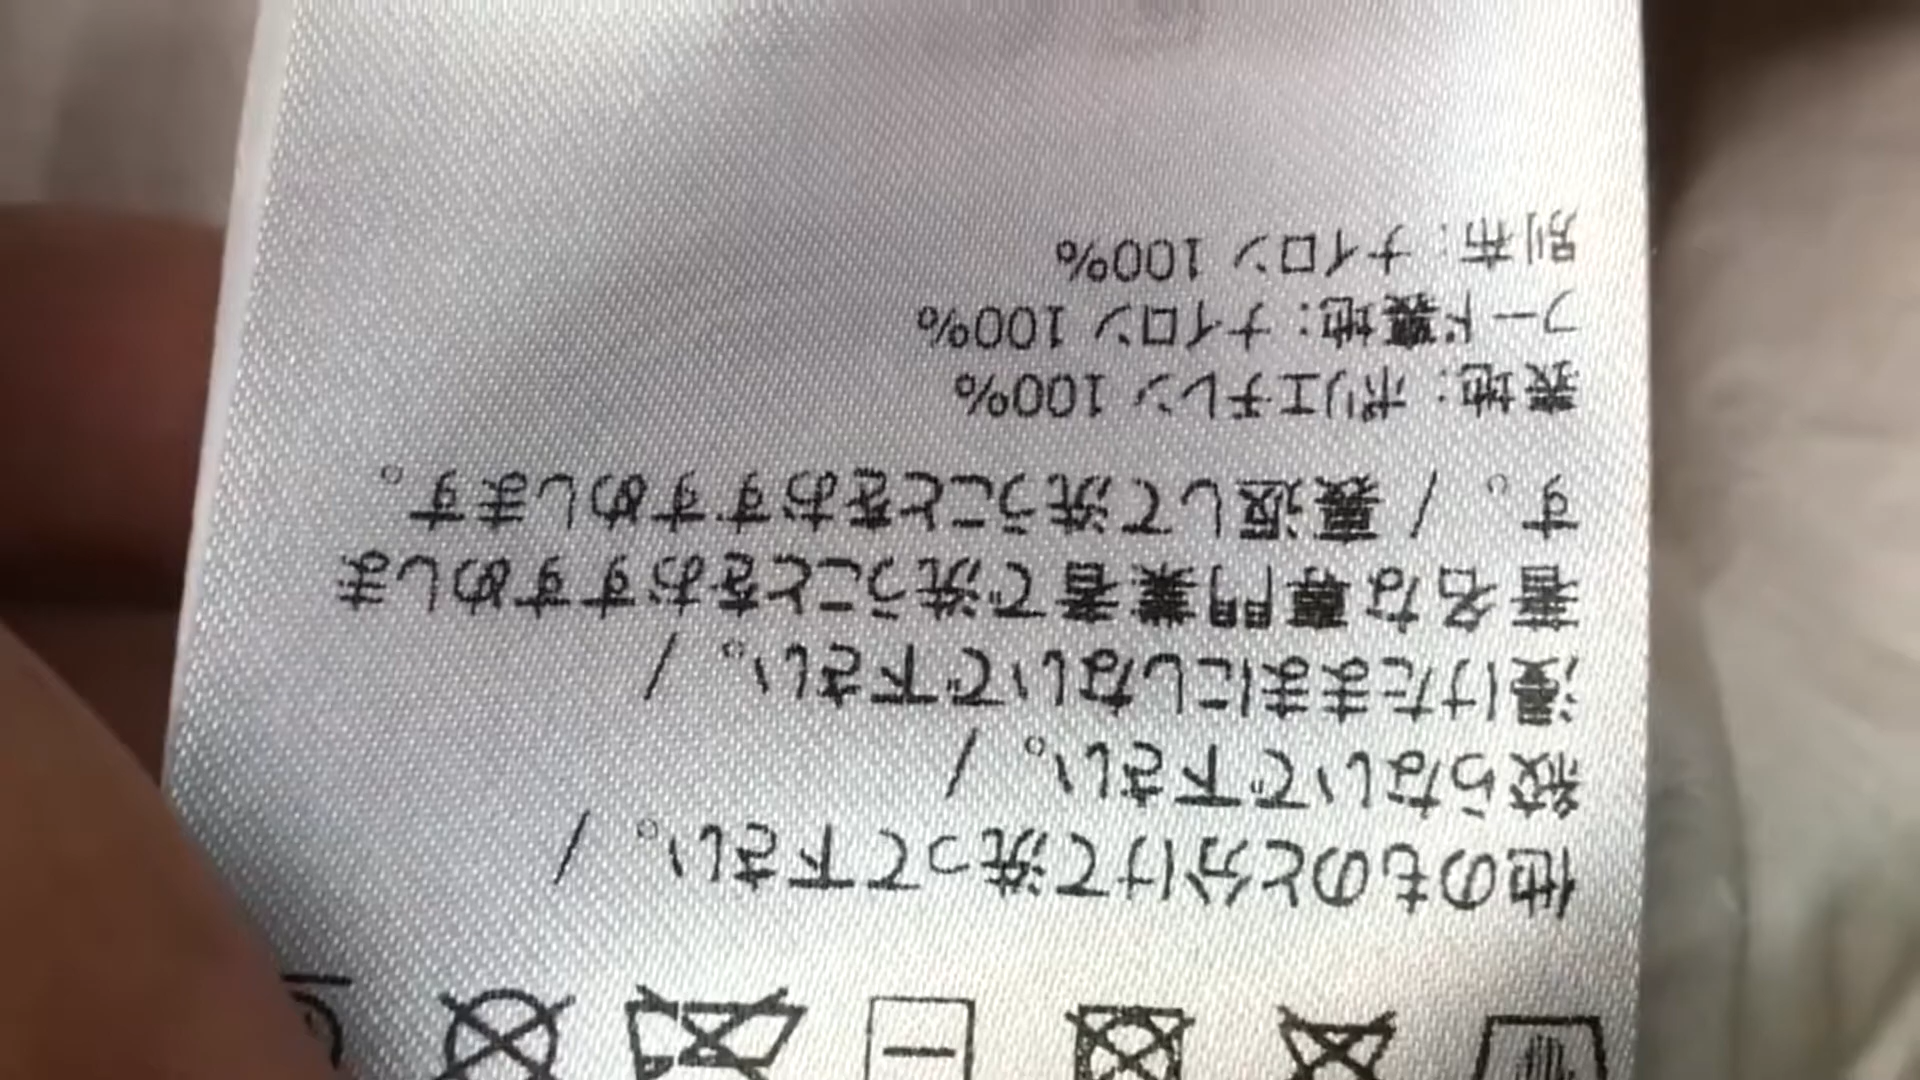 他のものと分けて洗って下さい。 /
絞らないで下さい。 /
漫けたままにしないで下さい。 /
著名な専門業者で洗うことをおすすめしま
す。 / 裏返して洗うことをおすすめします。
表地: ポリエチレン 100%
フード裏地: ナイロン 100%
別布: ナイロン 100%